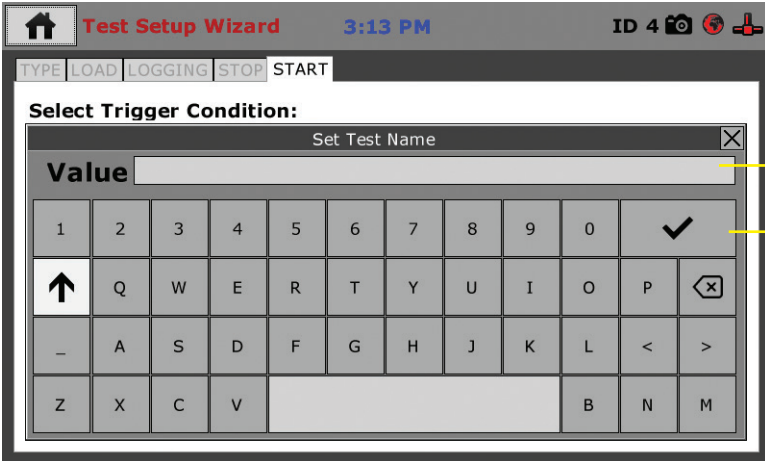 Test Setup Wizard 3:13 PM ID 4
TYPE LOAD LOGGING STOP START
Select Trigger Condition:
Set Test Name
Value
1 2 3 4 5 6 7 8 9 0
Q W E R T Y U I O P
_ A S D F G H J K L < >
Z X C V B N M